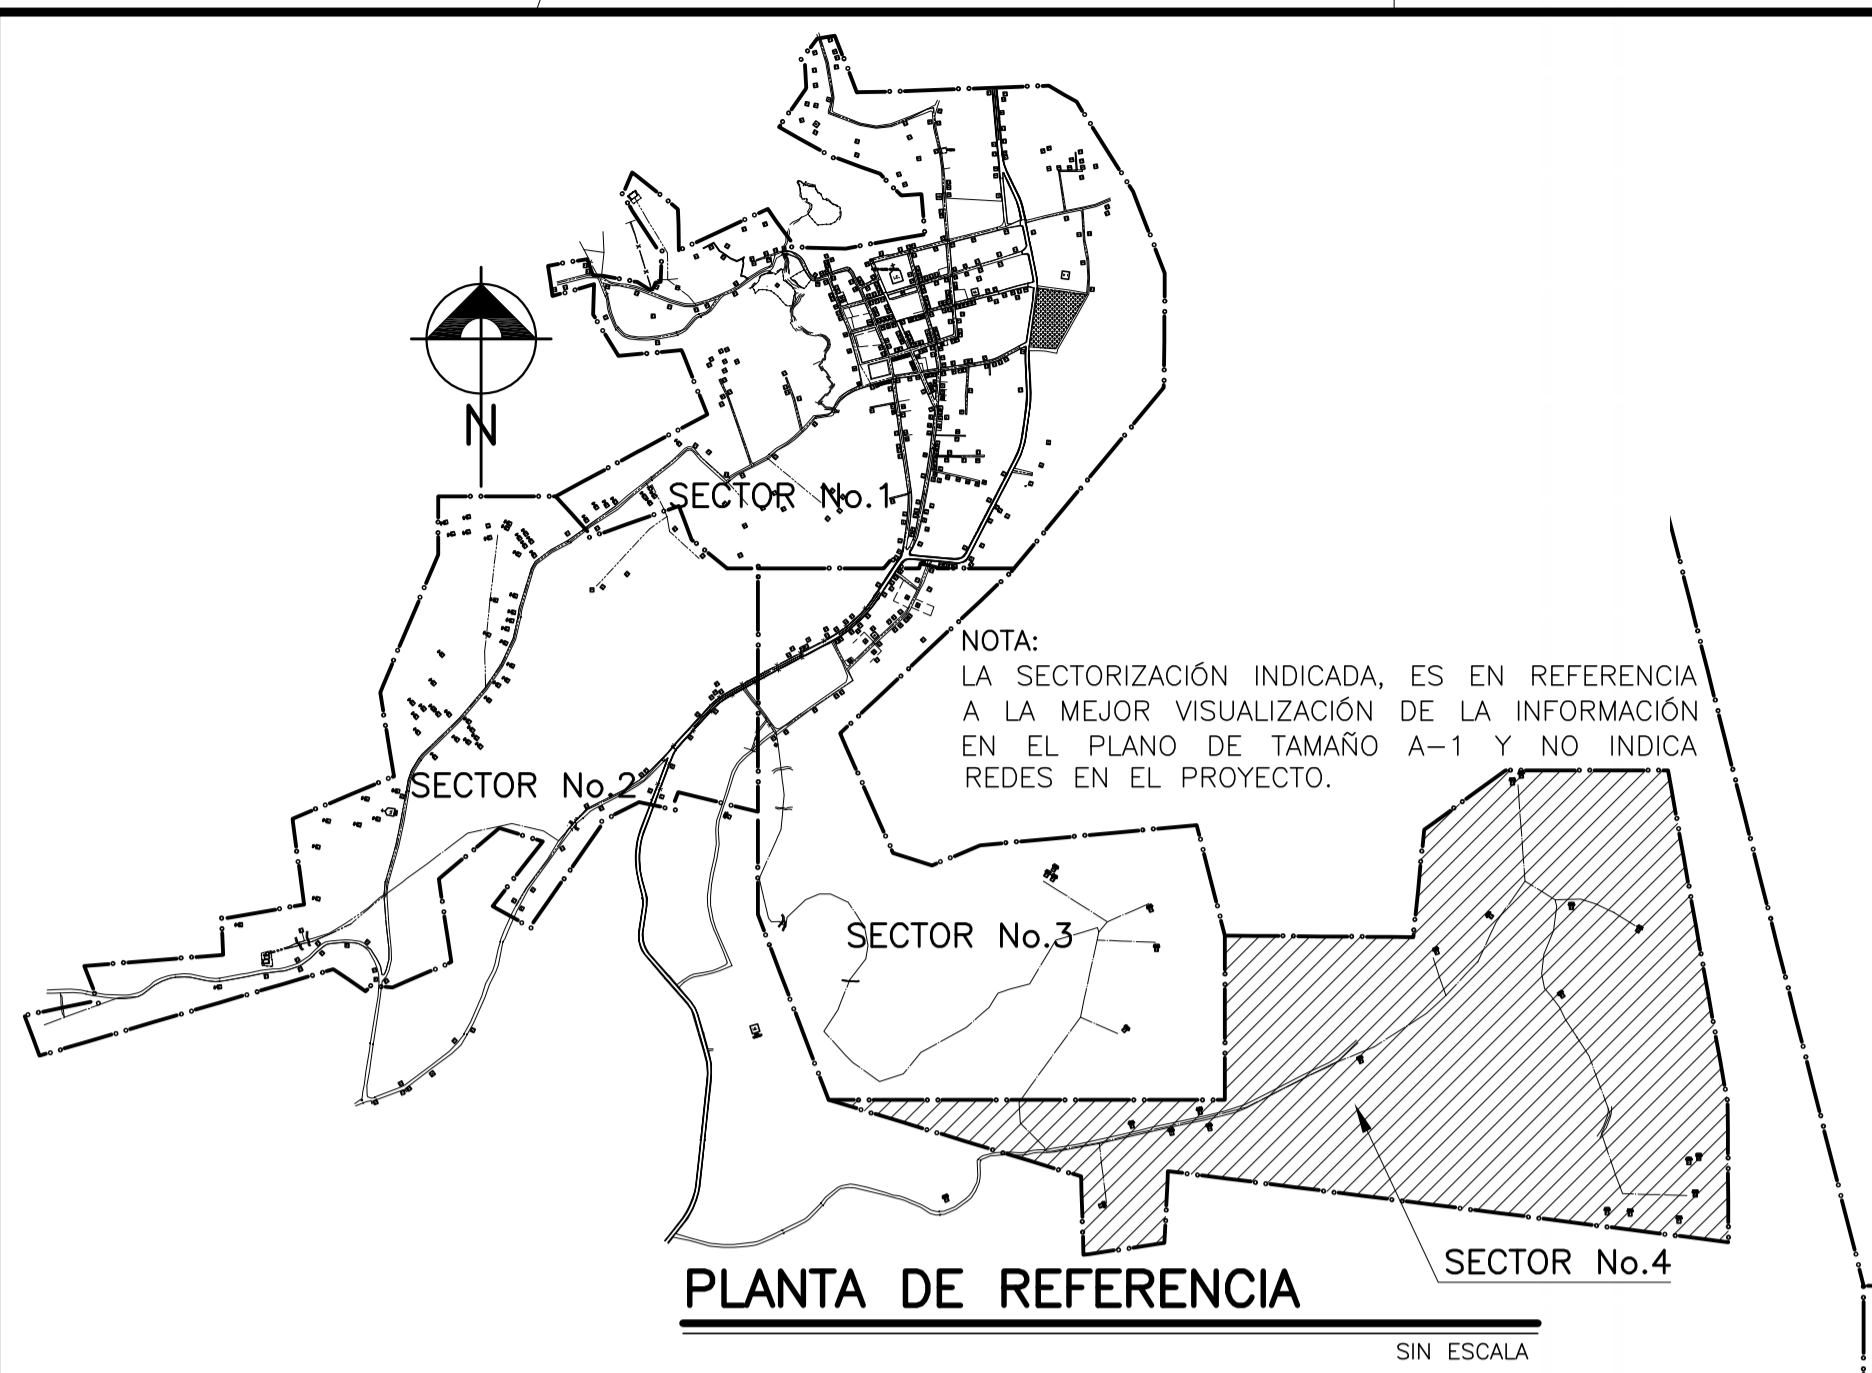 N
SECTOR No.1
NOTA:
LA SECTORIZACIÓN INDICADA, ES EN REFERENCIA
A LA MEJOR VISUALIZACIÓN DE LA INFORMACIÓN
EN EL PLANO DE TAMAÑO A-1 Y NO INDICA
REDES EN EL PROYECTO.
SECTOR No.2
SECTOR No.3
SECTOR No.4
PLANTA DE REFERENCIA
SIN ESCALA